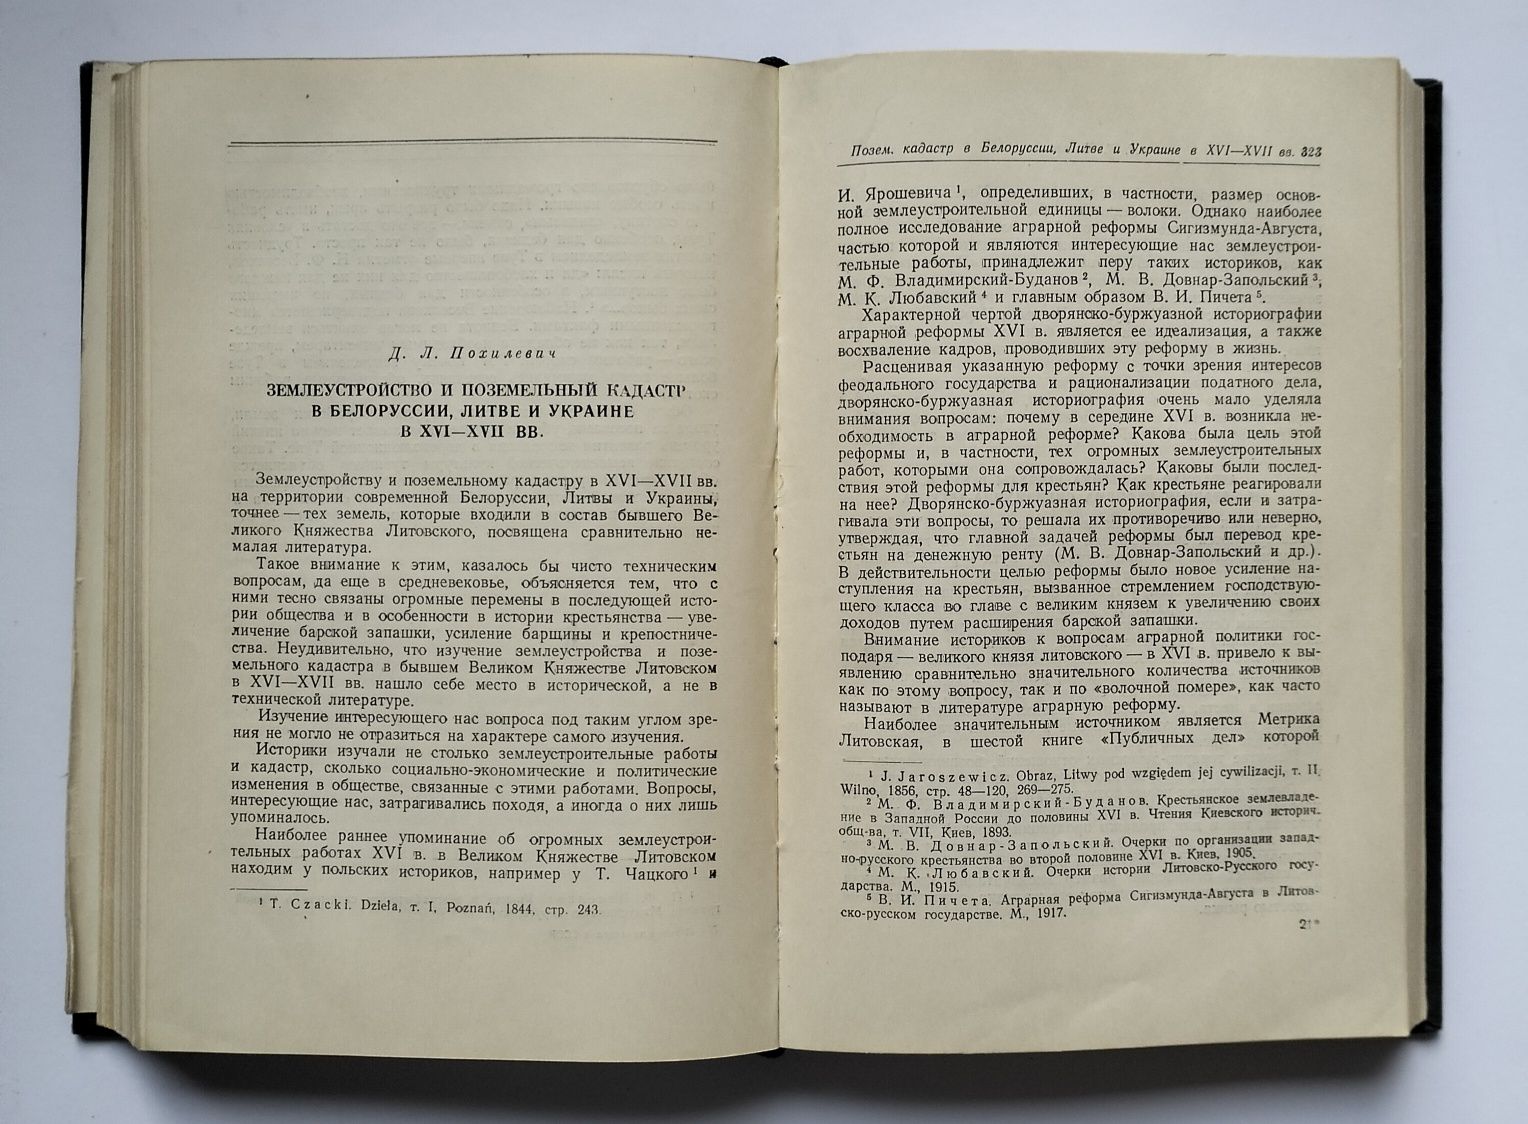 Д. Л. Похилевич
ЗЕМЛЕУСТРОЙСТВО И ПОЗЕМЕЛЬНЫЙ КАДАСТР
В БЕЛОРУССИИ, ЛИТВЕ И УКРАИНЕ
В XVI—XVII ВВ.
Землеустройству и поземельному кадастру в XVI—XVII вв.
на территории современной Белоруссии, Литвы и Украины,
точнее — тех земель, которые входили в состав бывшего Ве-
ликого Княжества Литовского, посвящена сравнительно не-
малая литература.
Такое внимание к этим, казалось бы чисто техническим
вопросам, да еще в средневековье, объясняется тем, что с
ними тесно связаны огромные перемены в последующей исто-
рии общества и в особенности в истории крестьянства — уве-
личение барской запашки, усиление барщины и крепостниче-
ства. Неудивительно, что изучение землеустройства и позе-
мельного кадастра в бывшем Великом Княжестве Литовском
в XVI—XVII вв. нашло себе место в исторической, а не в
технической литературе.
Изучение интересующего нас вопроса под таким углом зре-
ния не могло не отразиться на характере самого изучения.
Историки изучали не столько землеустроительные работы
и кадастр, сколько социально-экономические и политические
изменения в обществе, связанные с этими работами. Вопросы,
интересующие нас, затрагивались походя, а иногда о них лишь
упоминалось.
Наиболее раннее упоминание об огромных землеустрои-
тельных работах XVI в. в Великом Княжестве Литовском
находим у польских историков, например у Т. Чацкого ¹ и
¹ T. Czacki. Dzieła, т. I, Poznań, 1844, стр. 243.
Позем. кадастр в Белоруссии, Литве и Украине в XVI—XVII вв. 323
И. Ярошевича ¹, определивших, в частности, размер основ-
ной землеустроительной единицы — волоки. Однако наиболее
полное исследование аграрной реформы Сигизмунда-Августа,
частью которой и являются интересующие нас землеустрои-
тельные работы, принадлежит перу таких историков, как
М. Ф. Владимирский-Буданов ², М. В. Довнар-Запольский ³,
М. К. Любавский ⁴ и главным образом В. И. Пичета ⁵.
Характерной чертой дворянско-буржуазной историографии
аграрной реформы XVI в. является ее идеализация, а также
восхваление кадров, проводивших эту реформу в жизнь.
Расценивая указанную реформу с точки зрения интересов
феодального государства и рационализации податного дела,
дворянско-буржуазная историография очень мало уделяла
внимания вопросам: почему в середине XVI в. возникла не-
обходимость в аграрной реформе? Какова была цель этой
реформы и, в частности, тех огромных землеустроительных
работ, которыми она сопровождалась? Каковы были послед-
ствия этой реформы для крестьян? Как крестьяне реагировали
на нее? Дворянско-буржуазная историография, если и затра-
гивала эти вопросы, то решала их противоречиво или неверно,
утверждая, что главной задачей реформы был перевод кре-
стьян на денежную ренту (М. В. Довнар-Запольский и др.).
В действительности целью реформы было новое усиление на-
ступления на крестьян, вызванное стремлением господствую-
щего класса во главе с великим князем к увеличению своих
доходов путем расширения барской запашки.
Внимание историков к вопросам аграрной политики гос-
подаря — великого князя литовского — в XVI в. привело к вы-
явлению сравнительно значительного количества источников
как по этому вопросу, так и по «волочной помере», как часто
называют в литературе аграрную реформу.
Наиболее значительным источником является Метрика
Литовская, в шестой книге «Публичных дел» которой
¹ J. Jaroszewicz. Obraz, Litwy pod względem jej cywilizacji, т. II,
Wilno, 1856, стр. 48—120, 269—275.
² М. Ф. Владимирский-Буданов. Крестьянское землевладе-
ние в Западной России до половины XVI в. Чтения Киевского историч.
общ-ва, т. VII, Киев, 1893.
³ М. В. Довнар-Запольский. Очерки по организации запад-
но-русского крестьянства во второй половине XVI в. Киев, 1905.
⁴ М. К. Любавский. Очерки истории Литовско-Русского госу-
дарства. М., 1915.
⁵ В. И. Пичета. Аграрная реформа Сигизмунда-Августа в Литов-
ско-русском государстве. М., 1917.
21*